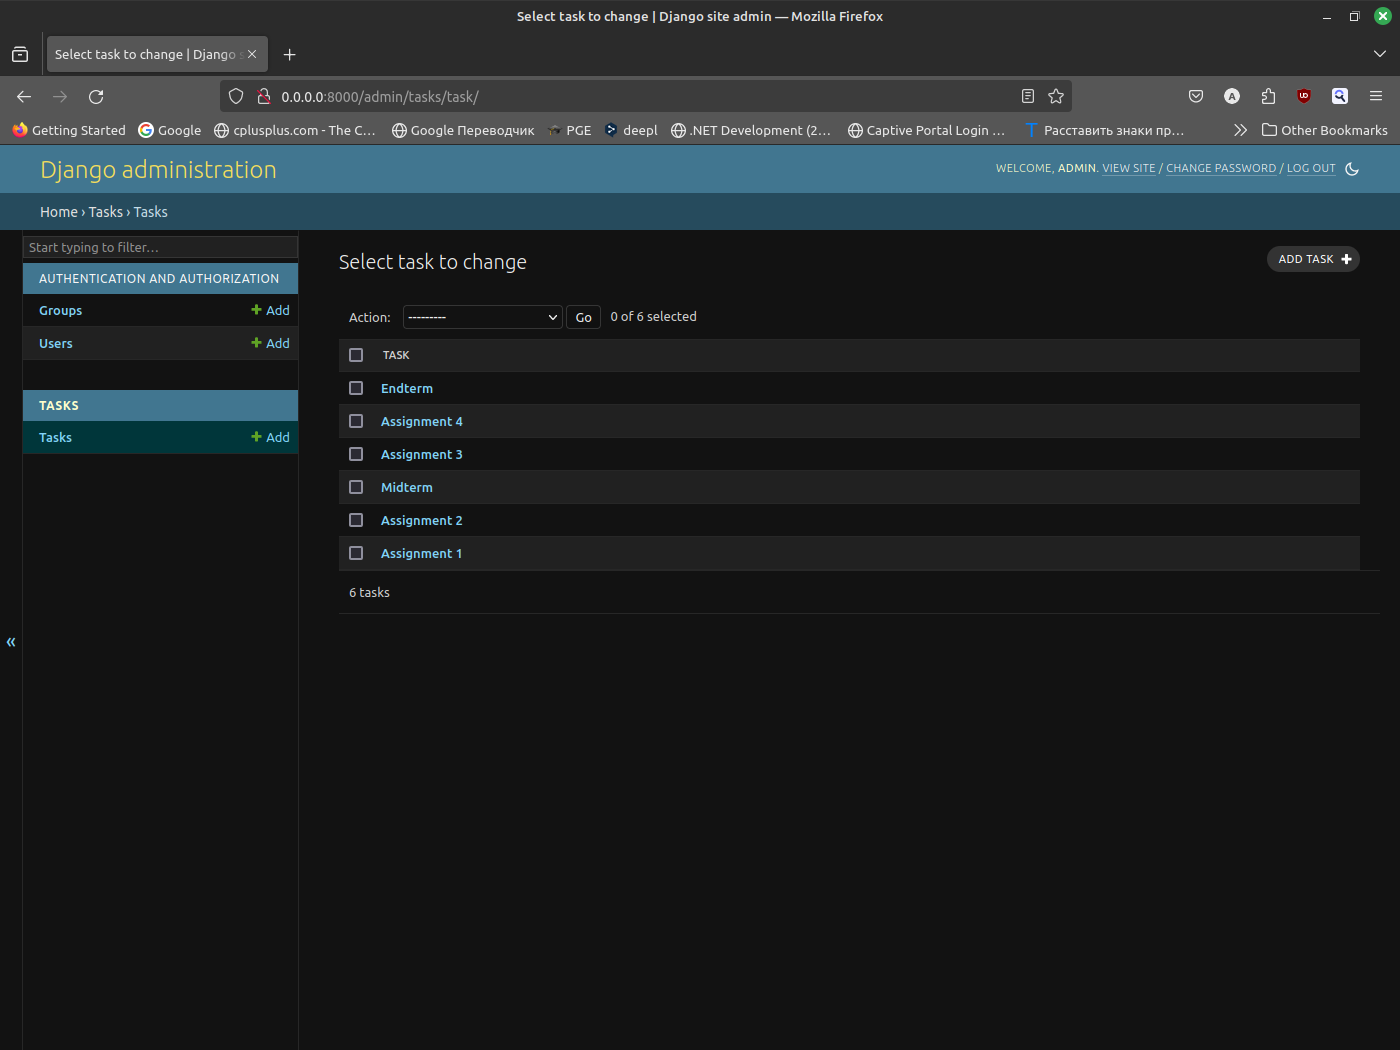 Select task to change | Django site admin — Mozilla Firefox
Select task to change | Django
0.0.0.0:8000/admin/tasks/task/
A
Getting Started Google cplusplus.com - The C… Google Переводчик PGE deepl .NET Development (2… Captive Portal Login … T Расставить знаки пр… Other Bookmarks
Django administration
WELCOME, ADMIN. VIEW SITE / CHANGE PASSWORD / LOG OUT
Home › Tasks › Tasks
Start typing to filter…
AUTHENTICATION AND AUTHORIZATION
Groups + Add
Users + Add
TASKS
Tasks + Add
«
Select task to change
ADD TASK +
Action: --------- Go 0 of 6 selected
TASK
Endterm
Assignment 4
Assignment 3
Midterm
Assignment 2
Assignment 1
6 tasks